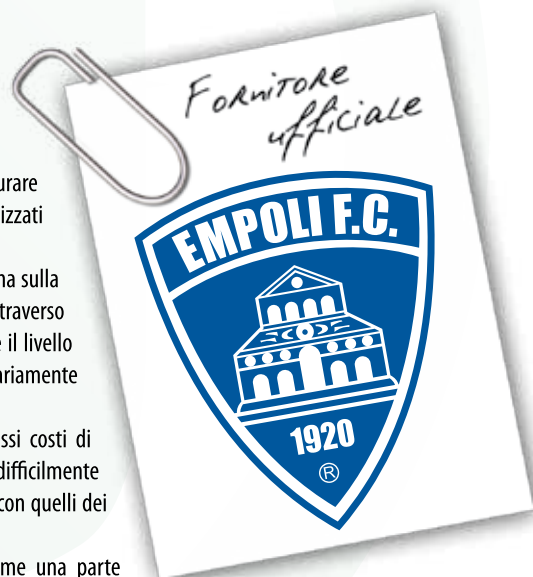 FORNITORE
ufficiale
EMPOLI F.C.
1920
®
urare
izzati
na sulla
traverso
e il livello
ariamente
ssi costi di
difficilmente
con quelli dei
me una parte